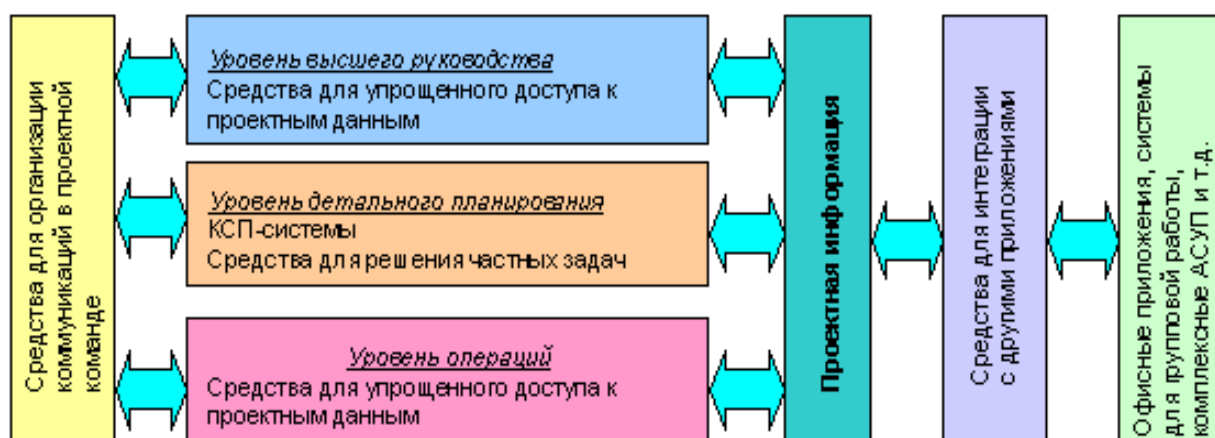 Средства для организации
коммуникаций в проектной
команде
Уровень высшего руководства
Средства для упрощенного доступа к
проектным данным
Уровень детального планирования
КСП-системы
Средства для решения частных задач
Уровень операций
Средства для упрощенного доступа к
проектным данным
Проектная информация
Средства для интеграции
с другими приложениями
Офисные приложения, системы
для групповой работы,
комплексные АСУП и т.д.